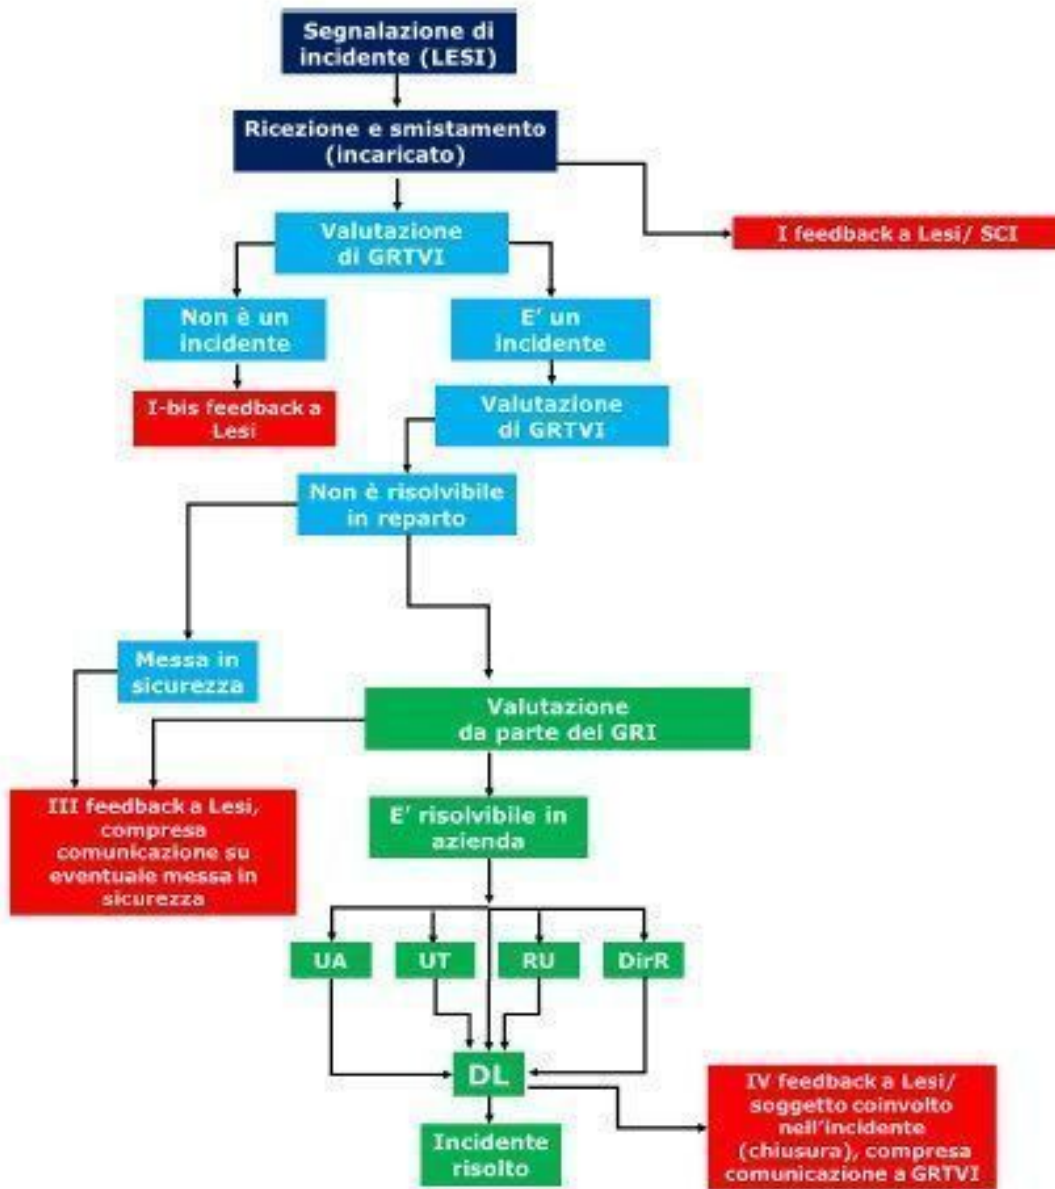 Segnalazione di
incidente (LESI)
Ricezione e smistamento
(incaricato)
Valutazione
di GRTVI
I feedback a Lesi/ SCI
Non è un
incidente
E' un
incidente
I-bis feedback a
Lesi
Valutazione
di GRTVI
Non è risolvibile
in reparto
Messa in
sicurezza
Valutazione
da parte del GRI
III feedback a Lesi,
compresa
comunicazione su
eventuale messa in
sicurezza
E' risolvibile in
azienda
UA
UT
RU
DirR
DL
IV feedback a Lesi/
soggetto coinvolto
nell'incidente
(chiusura), compresa
comunicazione a GRTVI
Incidente
risolto